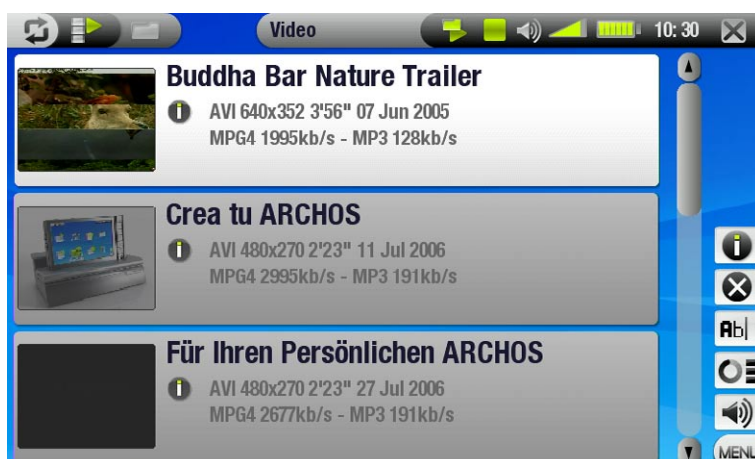 Video
10:30
Buddha Bar Nature Trailer
AVI 640x352 3'56" 07 Jun 2005
MPG4 1995kb/s - MP3 128kb/s
Crea tu ARCHOS
AVI 480x270 2'23" 11 Jul 2006
MPG4 2995kb/s - MP3 191kb/s
Für Ihren Persönlichen ARCHOS
AVI 480x270 2'23" 27 Jul 2006
MPG4 2677kb/s - MP3 191kb/s
Ab
MENU